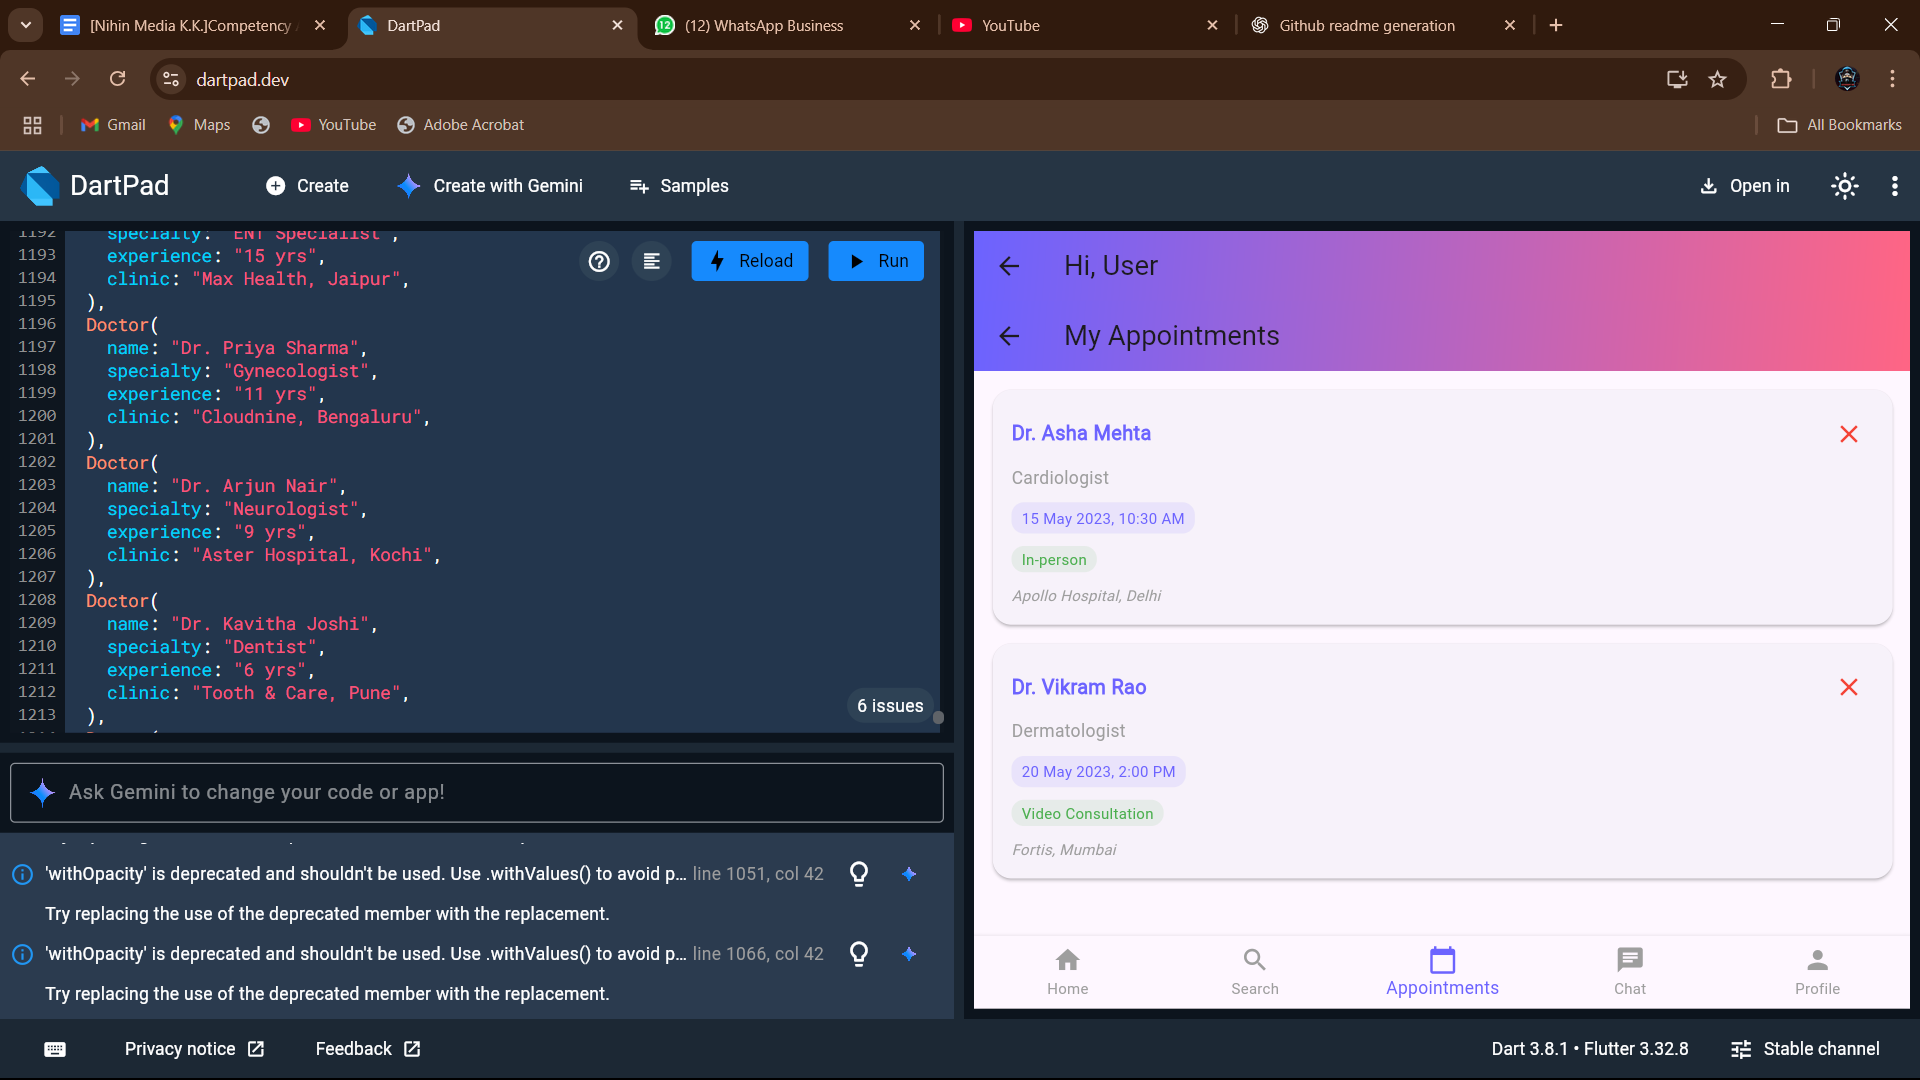 [Nihin Media K.K.]Competency
DartPad
(12) WhatsApp Business
YouTube
Github readme generation
dartpad.dev
Gmail
Maps
YouTube
Adobe Acrobat
All Bookmarks
DartPad
Create
Create with Gemini
Samples
Open in
1192 specialty: "ENT Specialist",
1193 experience: "15 yrs",
1194 clinic: "Max Health, Jaipur",
1195 ),
1196 Doctor(
1197 name: "Dr. Priya Sharma",
1198 specialty: "Gynecologist",
1199 experience: "11 yrs",
1200 clinic: "Cloudnine, Bengaluru",
1201 ),
1202 Doctor(
1203 name: "Dr. Arjun Nair",
1204 specialty: "Neurologist",
1205 experience: "9 yrs",
1206 clinic: "Aster Hospital, Kochi",
1207 ),
1208 Doctor(
1209 name: "Dr. Kavitha Joshi",
1210 specialty: "Dentist",
1211 experience: "6 yrs",
1212 clinic: "Tooth & Care, Pune",
1213 ),
Reload
Run
6 issues
Ask Gemini to change your code or app!
'withOpacity' is deprecated and shouldn't be used. Use .withValues() to avoid p... line 1051, col 42
Try replacing the use of the deprecated member with the replacement.
'withOpacity' is deprecated and shouldn't be used. Use .withValues() to avoid p... line 1066, col 42
Try replacing the use of the deprecated member with the replacement.
Hi, User
My Appointments
Dr. Asha Mehta
Cardiologist
15 May 2023, 10:30 AM
In-person
Apollo Hospital, Delhi
Dr. Vikram Rao
Dermatologist
20 May 2023, 2:00 PM
Video Consultation
Fortis, Mumbai
Home
Search
Appointments
Chat
Profile
Privacy notice
Feedback
Dart 3.8.1 • Flutter 3.32.8
Stable channel